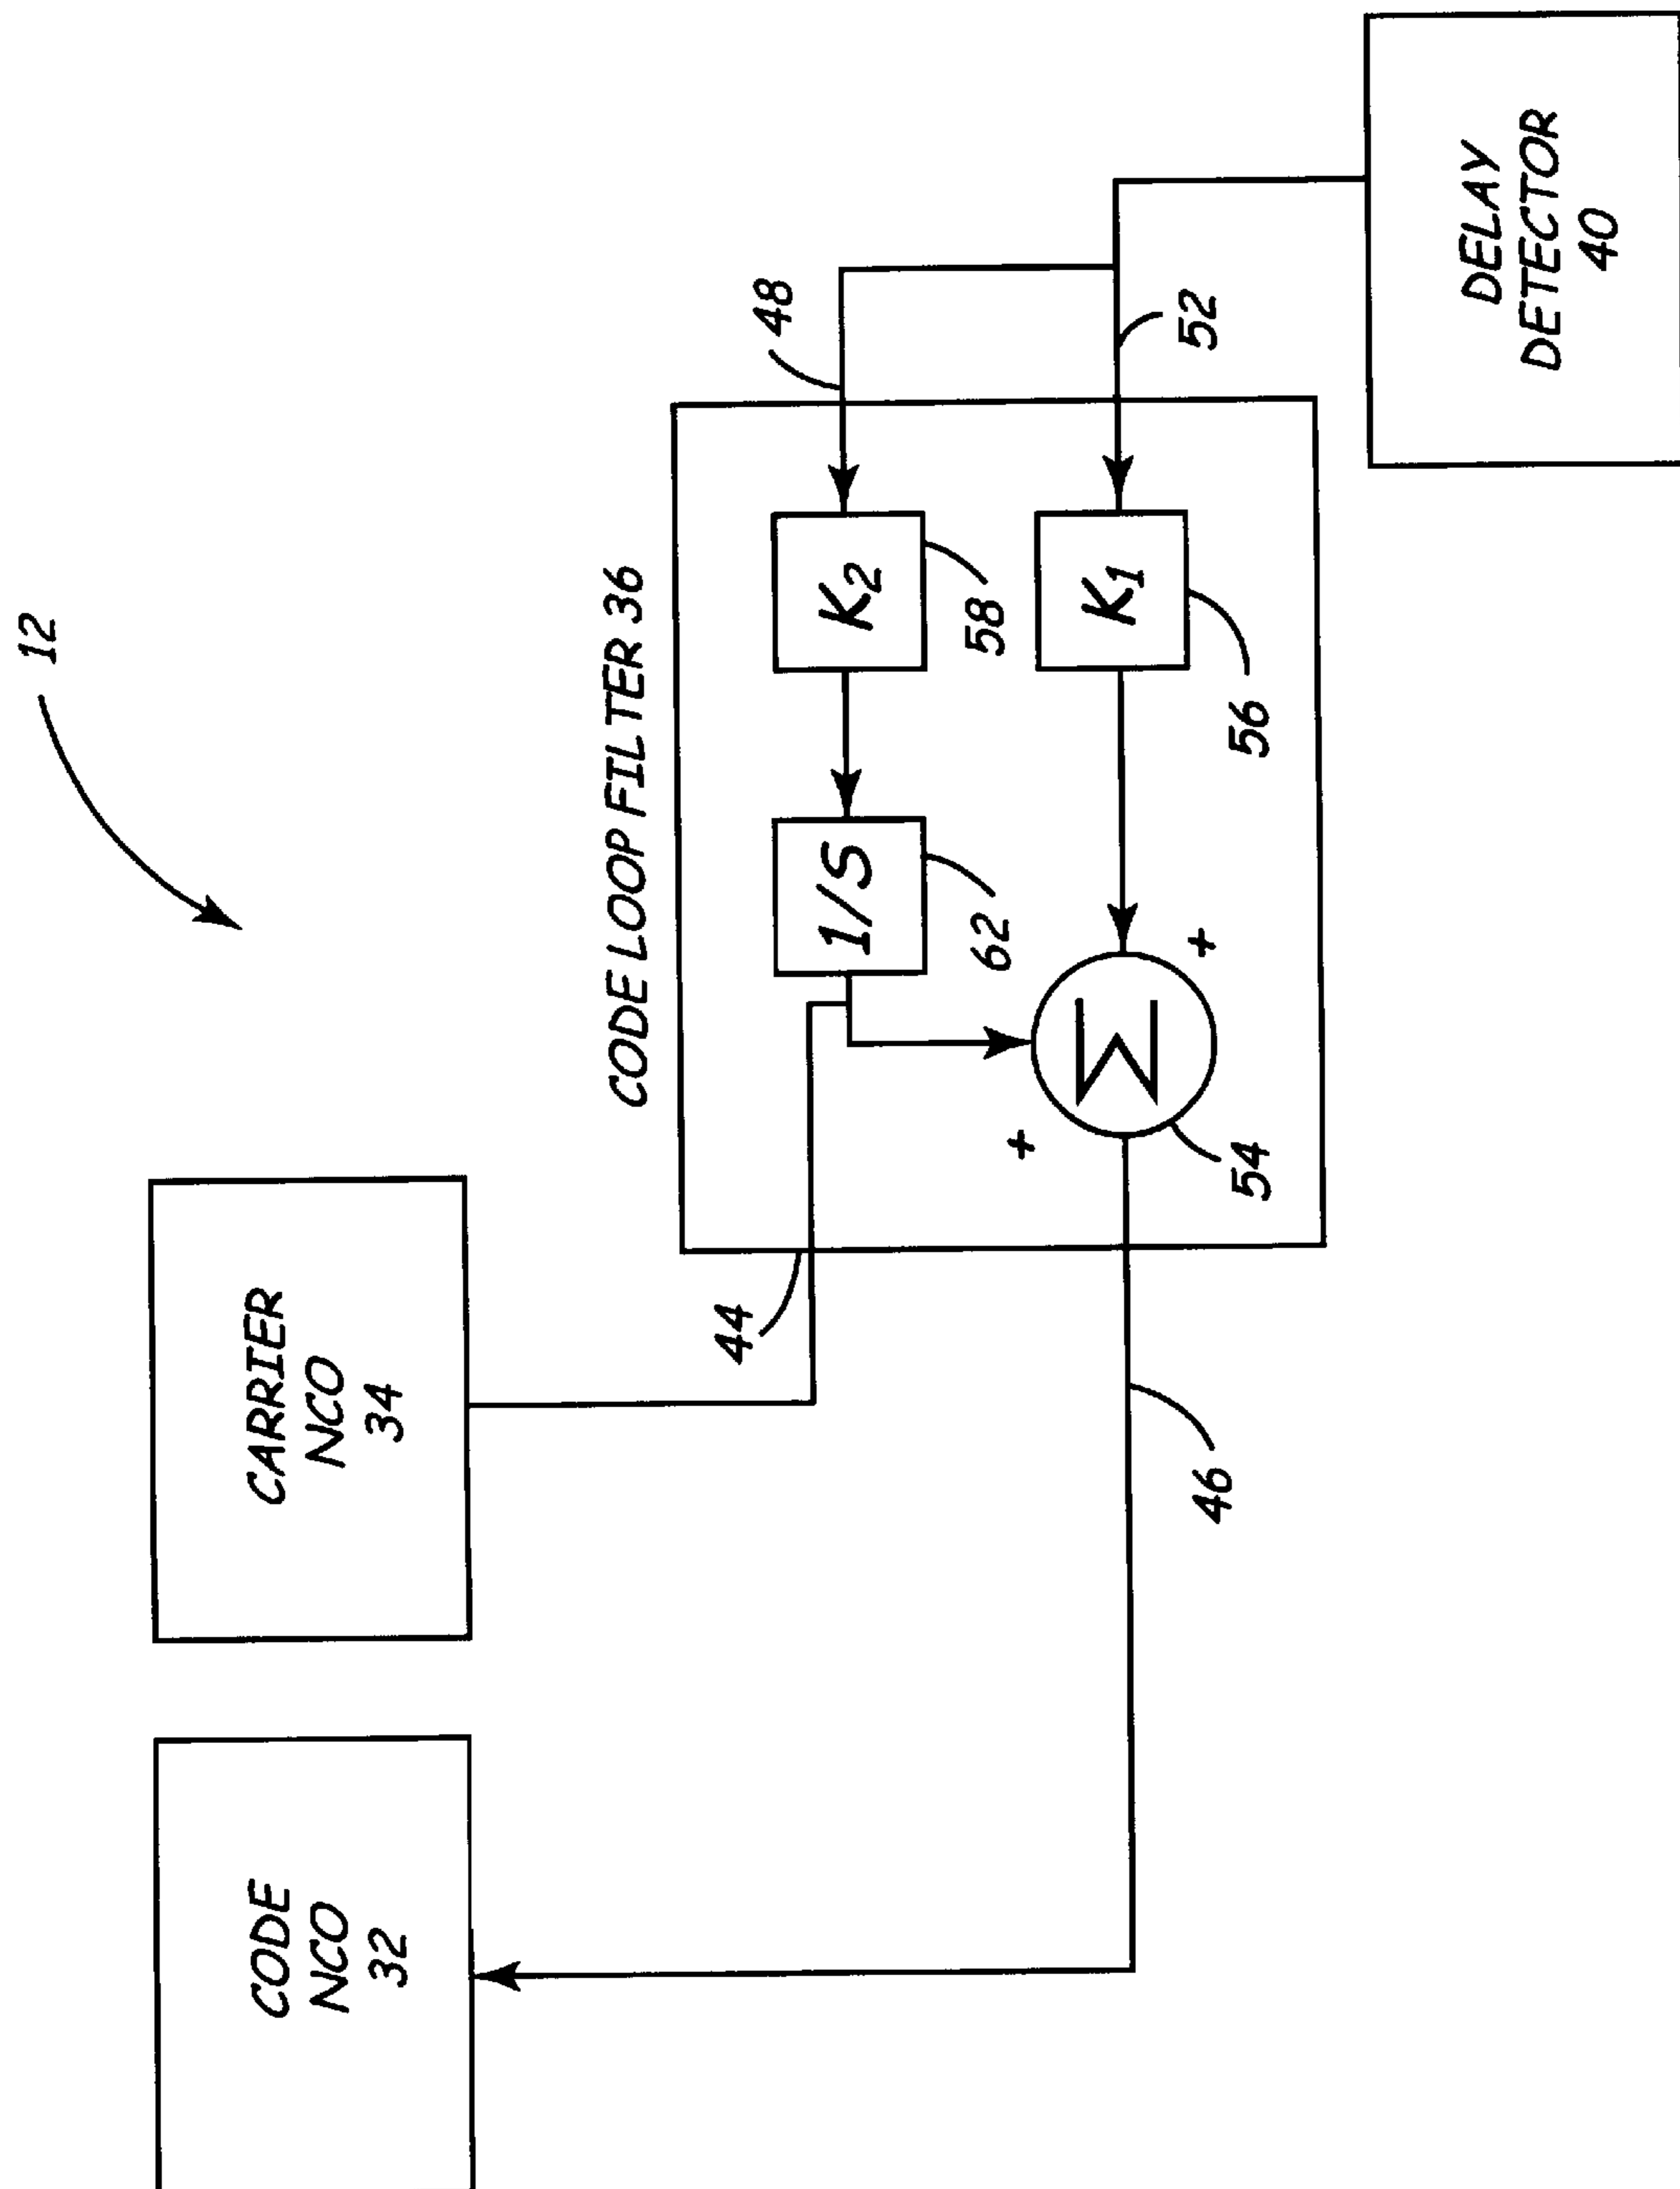 12
CODE
NCO
32
CARRIER
NCO
34
CODE LOOP FILTER 36
44
1/S
62
K2
58
48
+
Σ
+
54
K1
56
52
46
DELAY
DETECTOR
40